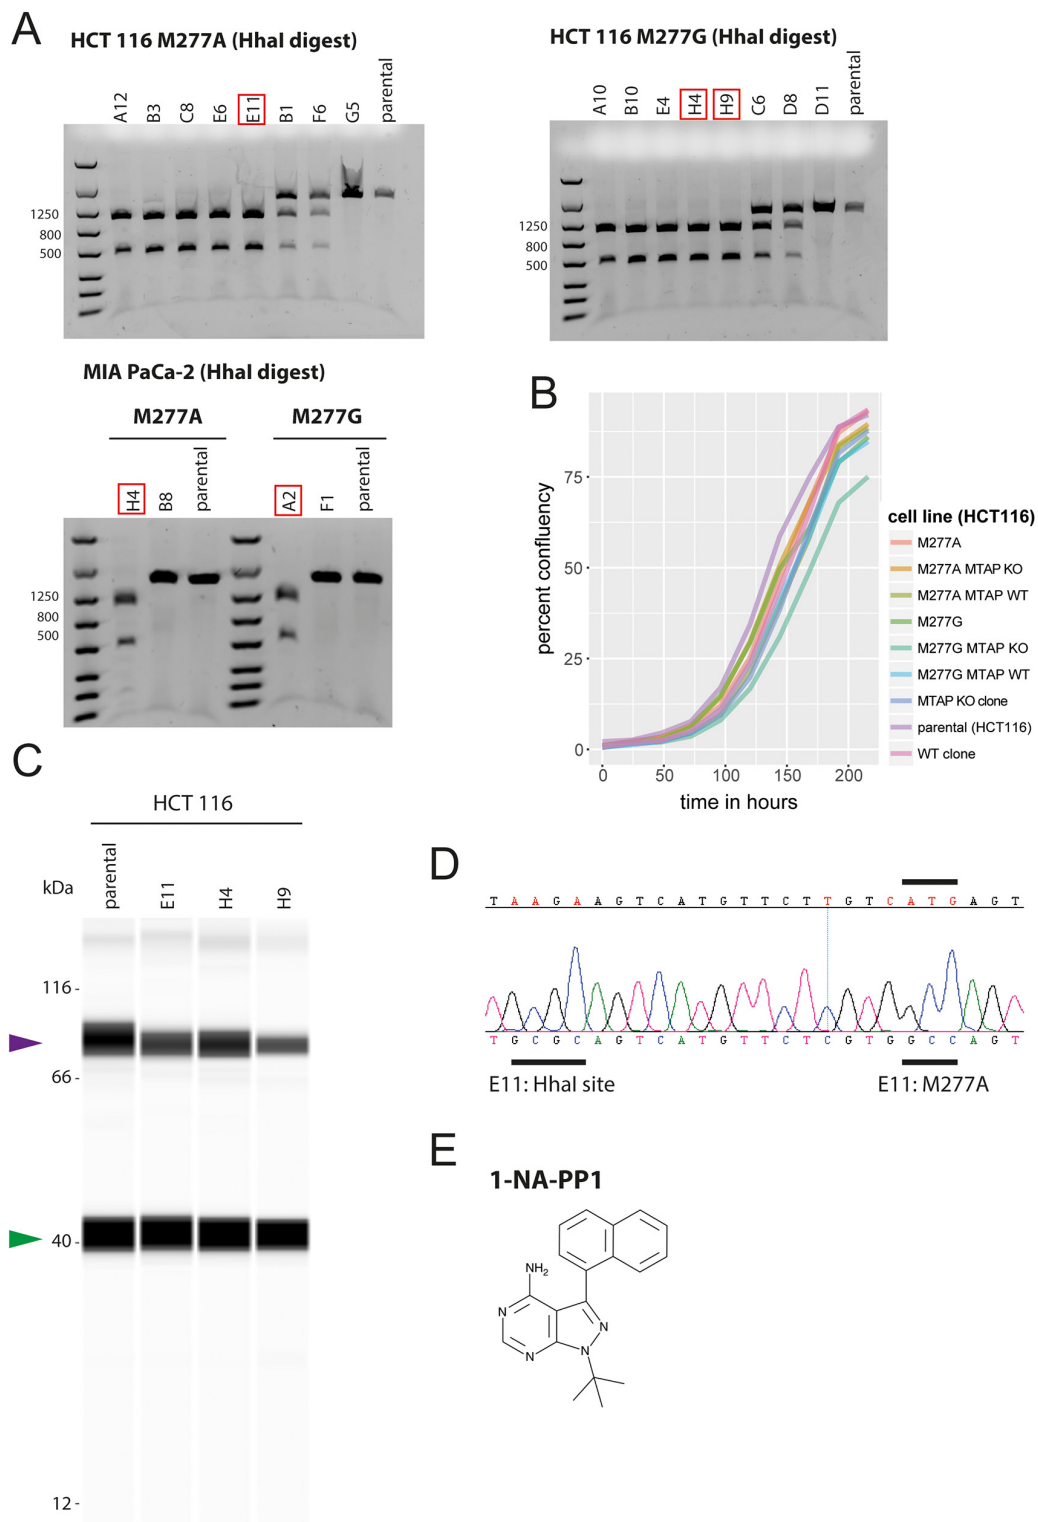 A
HCT 116 M277A (HhaI digest)
A12 B3 C8 E6 E11 B1 F6 G5 parental
1250
800
500
HCT 116 M277G (HhaI digest)
A10 B10 E4 H4 H9 C6 D8 D11 parental
1250
800
500
MIA PaCa-2 (HhaI digest)
M277A M277G
H4 B8 parental A2 F1 parental
1250
800
500
B
percent confluency
75
50
25
0
0 50 100 150 200
time in hours
cell line (HCT116)
M277A
M277A MTAP KO
M277A MTAP WT
M277G
M277G MTAP KO
M277G MTAP WT
MTAP KO clone
parental (HCT116)
WT clone
C
HCT 116
kDa
parental E11 H4 H9
116 -
66 -
40 -
12 -
D
T A A G A A G T C A T G T T C T T G T C A T G A G T
T G C G C A G T C A T G T T C T C G T G G C C A G T
E11: HhaI site E11: M277A
E
1-NA-PP1
NH2
N
N
N
N